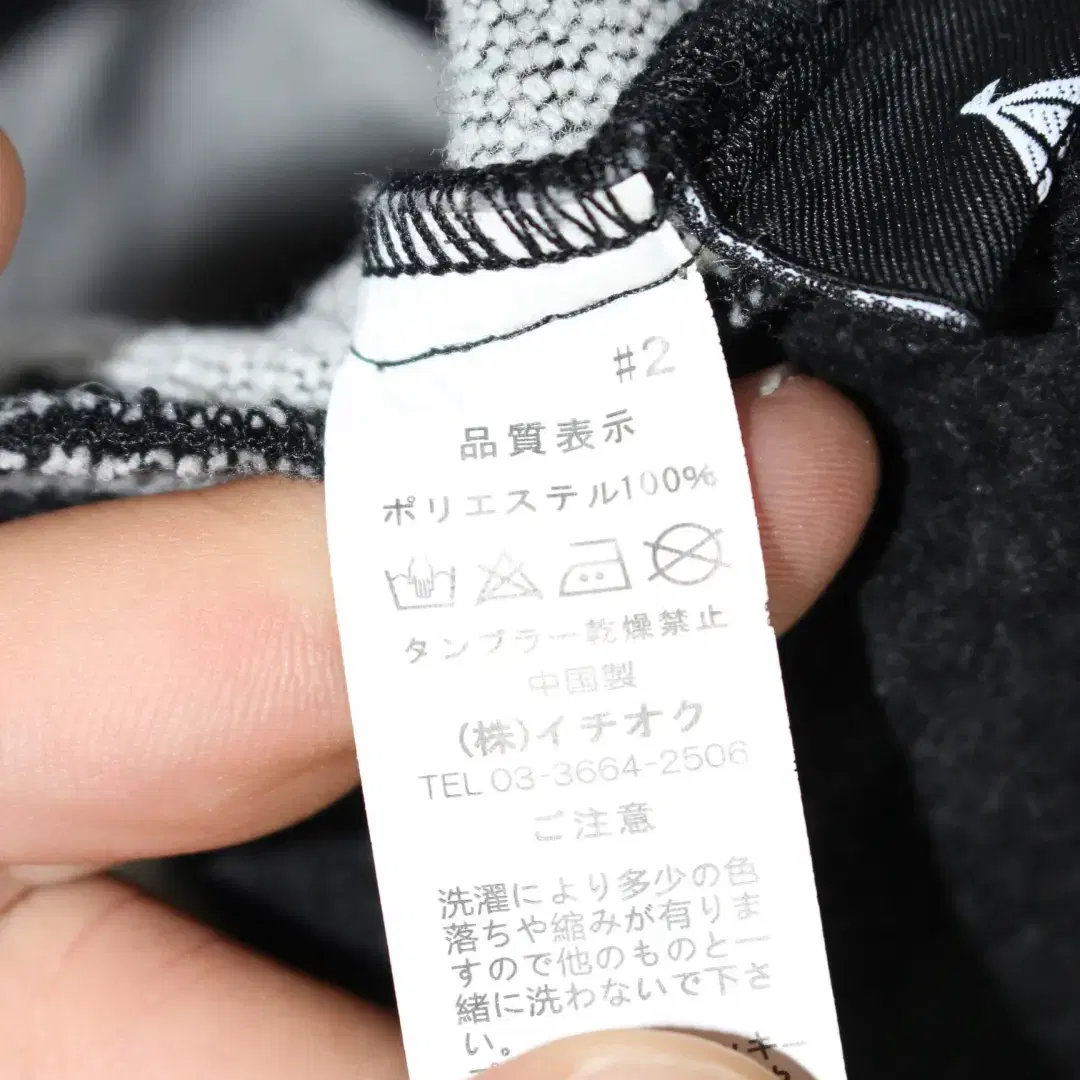 #2
品質表示
ポリエステル100%
タンブラー乾燥禁止
中国製
(株)イチオク
TEL 03-3664-2506
ご注意
洗濯により多少の色
落ちや縮みが有りま
すので他のものと一
緒に洗わないで下さ
い。